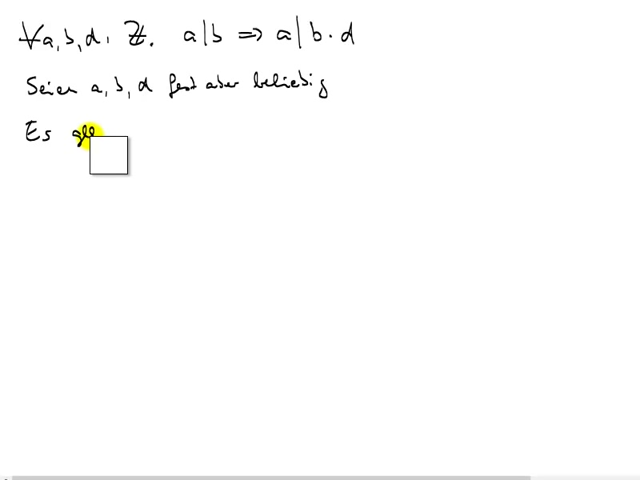 ∀a, b, d : ℤ. a|b ⇒ a|b · d
Seien a, b, d fest aber beliebig
Es